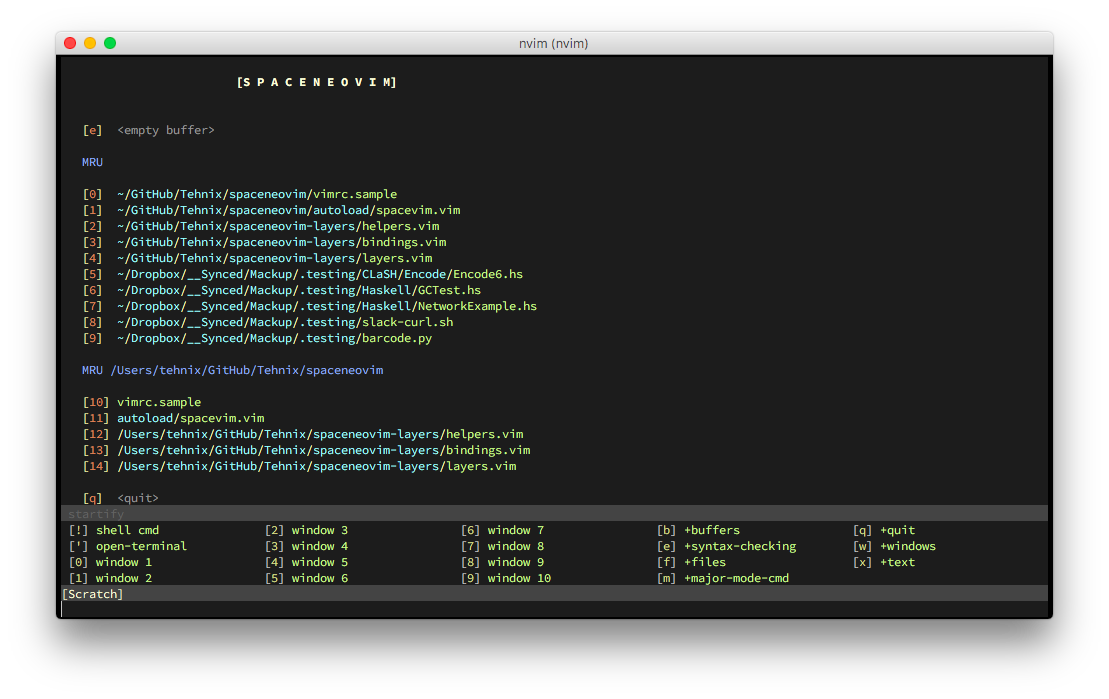 nvim (nvim)
[S P A C E N E O V I M]
[e]  <empty buffer>
MRU
[0]  ~/GitHub/Tehnix/spaceneovim/vimrc.sample
[1]  ~/GitHub/Tehnix/spaceneovim/autoload/spacevim.vim
[2]  ~/GitHub/Tehnix/spaceneovim-layers/helpers.vim
[3]  ~/GitHub/Tehnix/spaceneovim-layers/bindings.vim
[4]  ~/GitHub/Tehnix/spaceneovim-layers/layers.vim
[5]  ~/Dropbox/__Synced/Mackup/.testing/CLaSH/Encode/Encode6.hs
[6]  ~/Dropbox/__Synced/Mackup/.testing/Haskell/GCTest.hs
[7]  ~/Dropbox/__Synced/Mackup/.testing/Haskell/NetworkExample.hs
[8]  ~/Dropbox/__Synced/Mackup/.testing/slack-curl.sh
[9]  ~/Dropbox/__Synced/Mackup/.testing/barcode.py
MRU /Users/tehnix/GitHub/Tehnix/spaceneovim
[10] vimrc.sample
[11] autoload/spacevim.vim
[12] /Users/tehnix/GitHub/Tehnix/spaceneovim-layers/helpers.vim
[13] /Users/tehnix/GitHub/Tehnix/spaceneovim-layers/bindings.vim
[14] /Users/tehnix/GitHub/Tehnix/spaceneovim-layers/layers.vim
[q]  <quit>
startify
[!] shell cmd [2] window 3 [6] window 7 [b] +buffers [q] +quit
['] open-terminal [3] window 4 [7] window 8 [e] +syntax-checking [w] +windows
[0] window 1 [4] window 5 [8] window 9 [f] +files [x] +text
[1] window 2 [5] window 6 [9] window 10 [m] +major-mode-cmd
[Scratch]